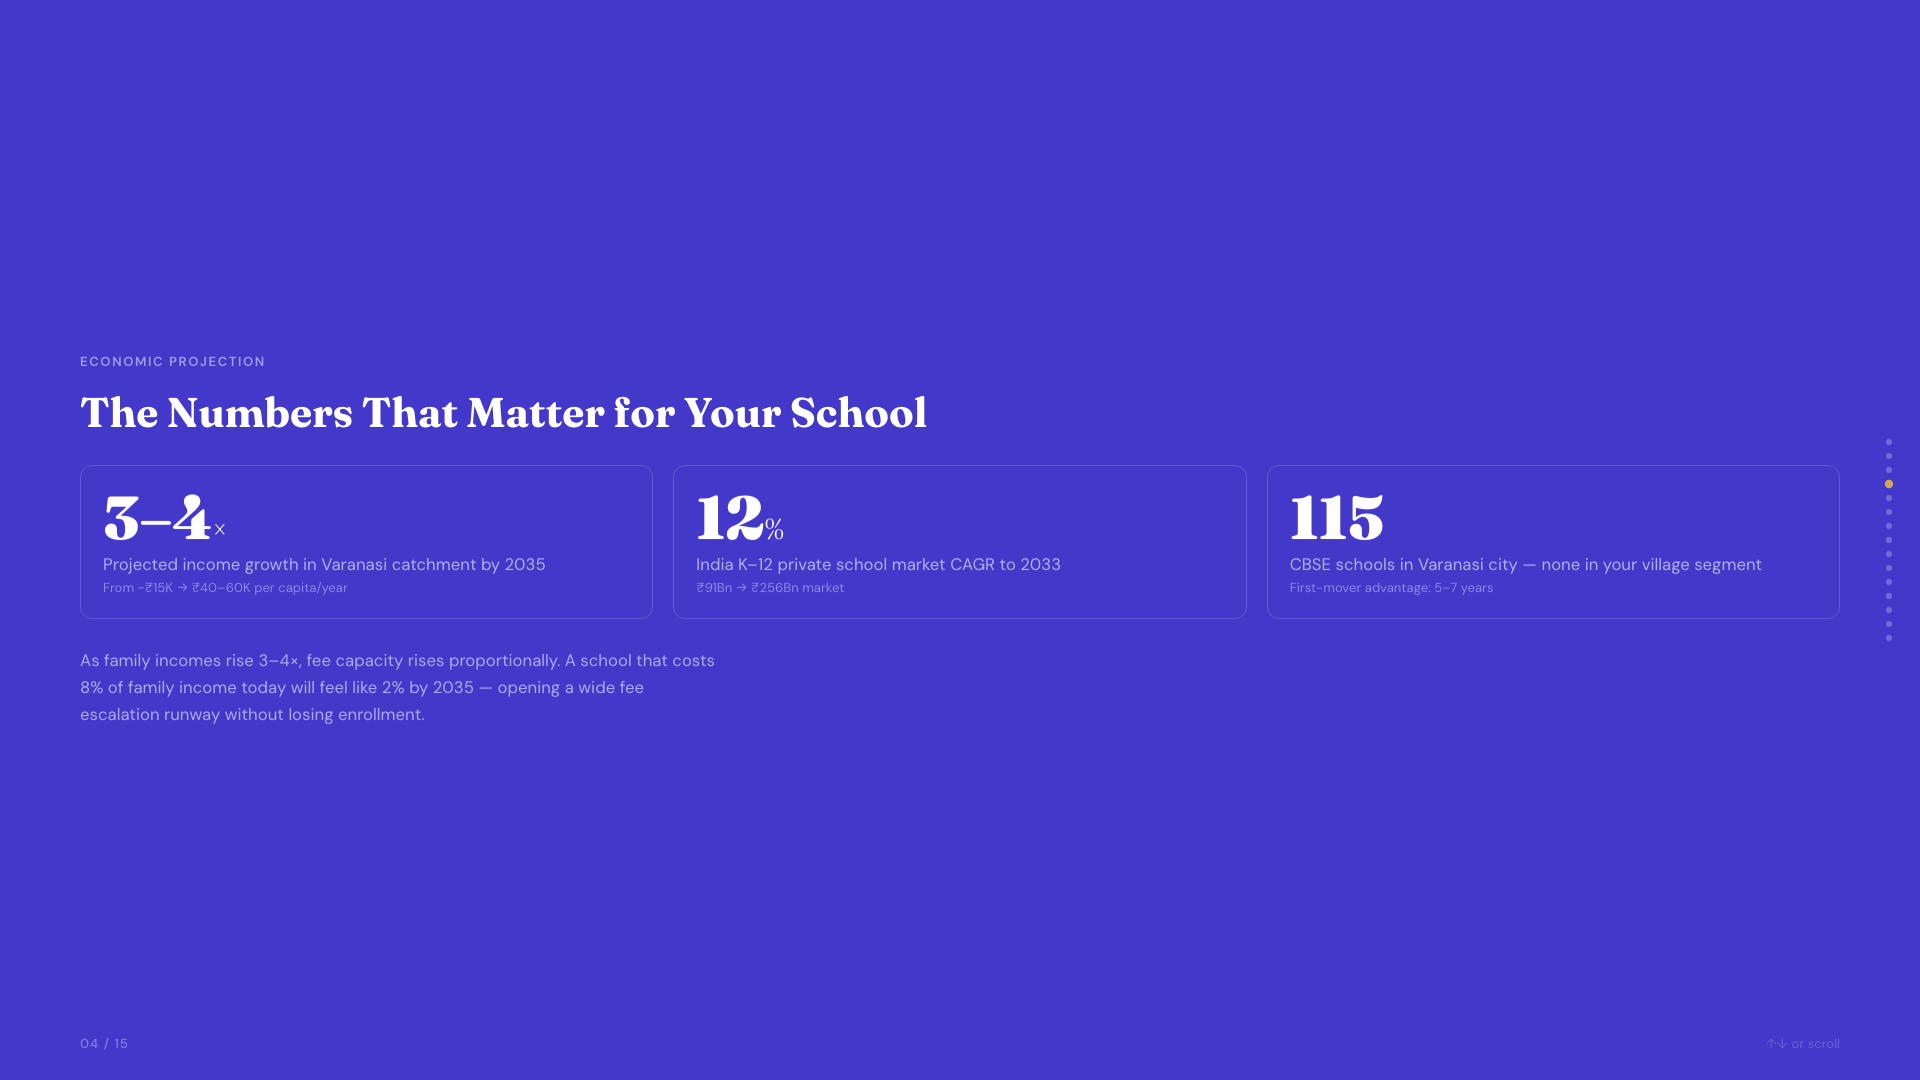 ECONOMIC PROJECTION
The Numbers That Matter for Your School
3–4×
Projected income growth in Varanasi catchment by 2035
From ~₹15K → ₹40–60K per capita/year
12%
India K–12 private school market CAGR to 2033
₹91Bn → ₹256Bn market
115
CBSE schools in Varanasi city — none in your village segment
First-mover advantage: 5–7 years
As family incomes rise 3–4×, fee capacity rises proportionally. A school that costs
8% of family income today will feel like 2% by 2035 — opening a wide fee
escalation runway without losing enrollment.
04 / 15
↑↓ or scroll